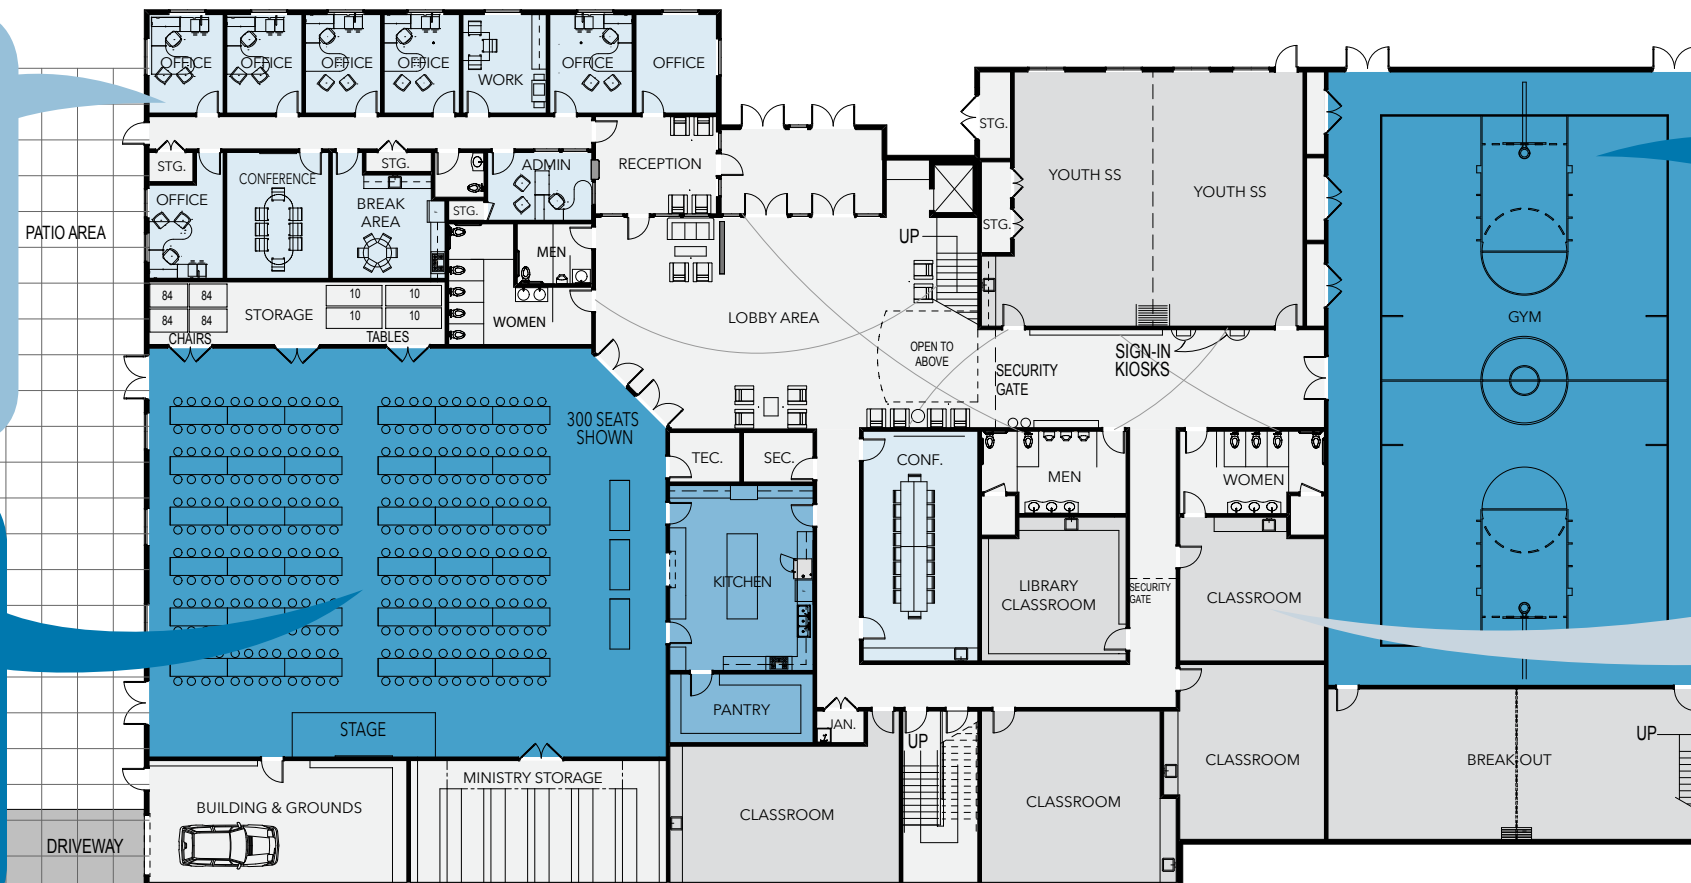 OFFICE
OFFICE
OFFICE
OFFICE
WORK
OFFICE
OFFICE
STG.
STG.
ADMIN
RECEPTION
STG.
YOUTH SS
YOUTH SS
OFFICE
CONFERENCE
BREAK
AREA
STG.
STG.
PATIO AREA
MEN
UP
84
84
84
84
CHAIRS
STORAGE
10
10
10
10
TABLES
WOMEN
LOBBY AREA
OPEN TO
ABOVE
SECURITY
GATE
SIGN-IN
KIOSKS
GYM
300 SEATS
SHOWN
TEC.
SEC.
CONF.
MEN
WOMEN
KITCHEN
LIBRARY
CLASSROOM
SECURITY
GATE
CLASSROOM
PANTRY
STAGE
JAN.
UP
CLASSROOM
BREAK OUT
UP
MINISTRY STORAGE
BUILDING & GROUNDS
CLASSROOM
CLASSROOM
DRIVEWAY